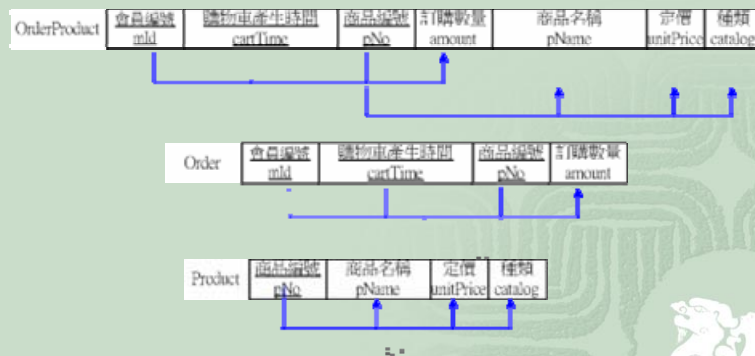 OrderProduct 會員編號 購物車產生時間 商品編號 訂購數量 商品名稱 定價 種類
mId cartTime pNo amount pName unitPrice catalog
Order 會員編號 購物車產生時間 商品編號 訂購數量
mId cartTime pNo amount
Product 商品編號 商品名稱 定價 種類
pNo pName unitPrice catalog